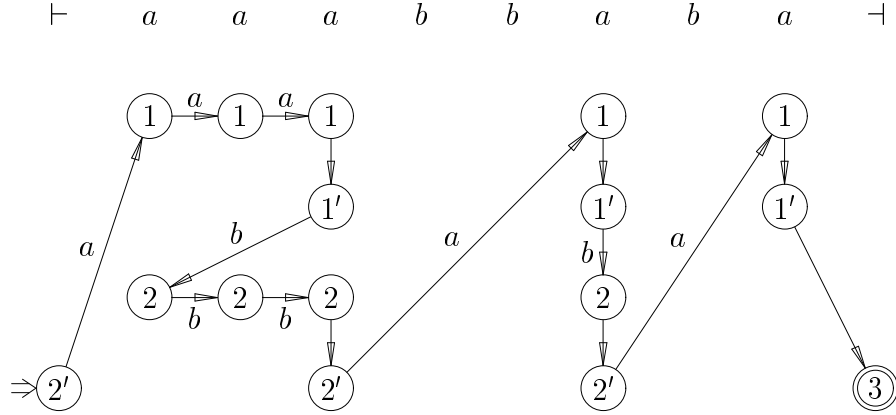 ⊢ a a a b b a b a ⊣
1 a 1 a 1 1 1
1′ 1′ 1′
a b a b a
2 2 2 2
b b
2′ 2′ 2′ 3